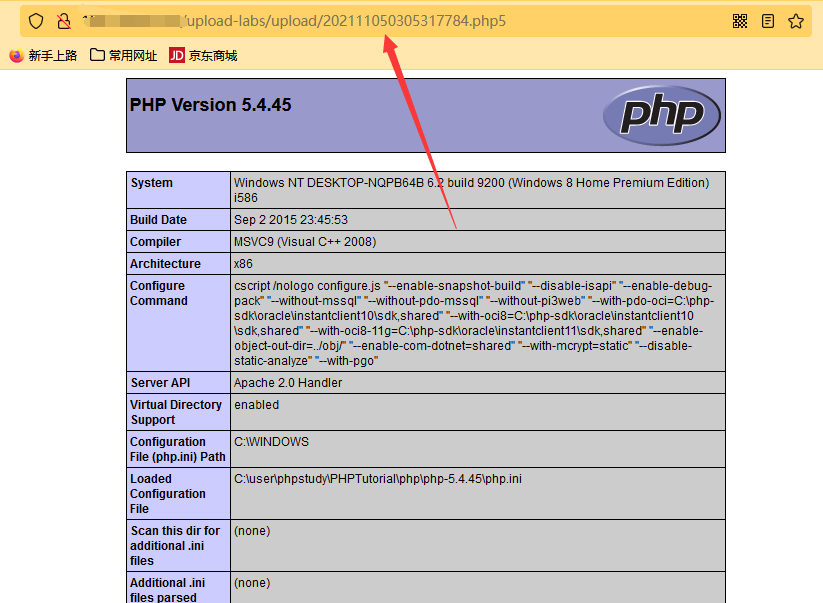 /upload-labs/upload/202111050305317784.php5
新手上路 常用网址 JD 京东商城
PHP Version 5.4.45
php
System
Windows NT DESKTOP-NQPB64B 6.2 build 9200 (Windows 8 Home Premium Edition)
i586
Build Date
Sep 2 2015 23:45:53
Compiler
MSVC9 (Visual C++ 2008)
Architecture
x86
Configure
Command
cscript /nologo configure.js "--enable-snapshot-build" "--disable-isapi" "--enable-debug-
pack" "--without-mssql" "--without-pdo-mssql" "--without-pi3web" "--with-pdo-oci=C:\php-
sdk\oracle\instantclient10\sdk,shared" "--with-oci8=C:\php-sdk\oracle\instantclient10
\sdk,shared" "--with-oci8-11g=C:\php-sdk\oracle\instantclient11\sdk,shared" "--enable-
object-out-dir=../obj/" "--enable-com-dotnet=shared" "--with-mcrypt=static" "--disable-
static-analyze" "--with-pgo"
Server API
Apache 2.0 Handler
Virtual Directory
Support
enabled
Configuration
File (php.ini) Path
C:\WINDOWS
Loaded
Configuration
File
C:\user\phpstudy\PHPTutorial\php\php-5.4.45\php.ini
Scan this dir for
additional .ini
files
(none)
Additional .ini
files parsed
(none)